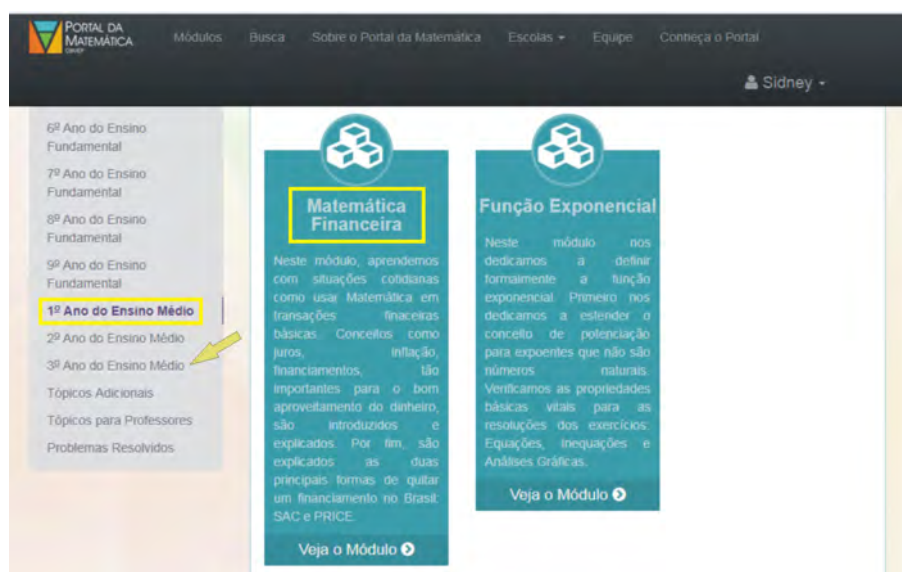 PORTAL DA
MATEMÁTICA
OBMEP
Módulos Busca Sobre o Portal da Matemática Escolas Equipe Conheça o Portal
Sidney
6º Ano do Ensino
Fundamental
7º Ano do Ensino
Fundamental
8º Ano do Ensino
Fundamental
9º Ano do Ensino
Fundamental
1º Ano do Ensino Médio
2º Ano do Ensino Médio
3º Ano do Ensino Médio
Tópicos Adicionais
Tópicos para Professores
Problemas Resolvidos
Matemática
Financeira
Neste módulo, aprendemos
com situações cotidianas
como usar Matemática em
transações finaceiras
básicas. Conceitos como
juros, inflação,
financiamentos, tão
importantes para o bom
aproveitamento do dinheiro,
são introduzidos e
explicados. Por fim, são
explicados as duas
principais formas de quitar
um financiamento no Brasil:
SAC e PRICE.
Veja o Módulo
Função Exponencial
Neste módulo nos
dedicamos a definir
formalmente a função
exponencial. Primeiro nos
dedicamos a estender o
conceito de potenciação
para expoentes que não são
números naturais.
Verificamos as propriedades
básicas vitais para as
resoluções dos exercícios:
Equações, Inequações e
Análises Gráficas.
Veja o Módulo